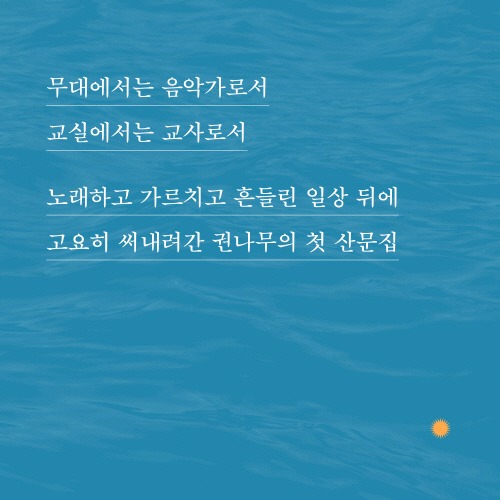 무대에서는 음악가로서
교실에서는 교사로서
노래하고 가르치고 흔들린 일상 뒤에
고요히 써내려간 권나무의 첫 산문집